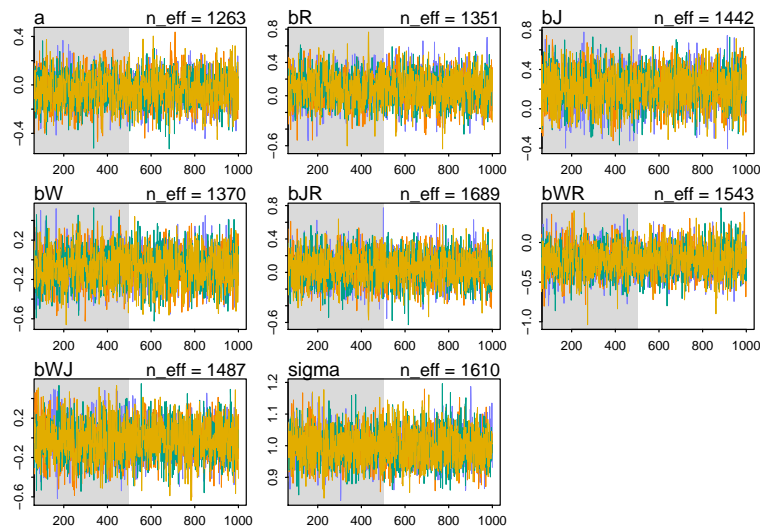 a n_eff = 1263 bR n_eff = 1351 bJ n_eff = 1442
0.4 0.0 -0.4
200 400 600 800 1000
0.8 0.4 0.0 -0.6
200 400 600 800 1000
0.8 0.4 0.0 -0.4
200 400 600 800 1000
bW n_eff = 1370 bJR n_eff = 1689 bWR n_eff = 1543
0.2 -0.2 -0.6
200 400 600 800 1000
0.8 0.4 0.0 -0.6
200 400 600 800 1000
0.0 -0.5 -1.0
200 400 600 800 1000
bWJ n_eff = 1487 sigma n_eff = 1610
0.2 -0.2 -0.6
200 400 600 800 1000
1.2 1.1 1.0 0.9
200 400 600 800 1000